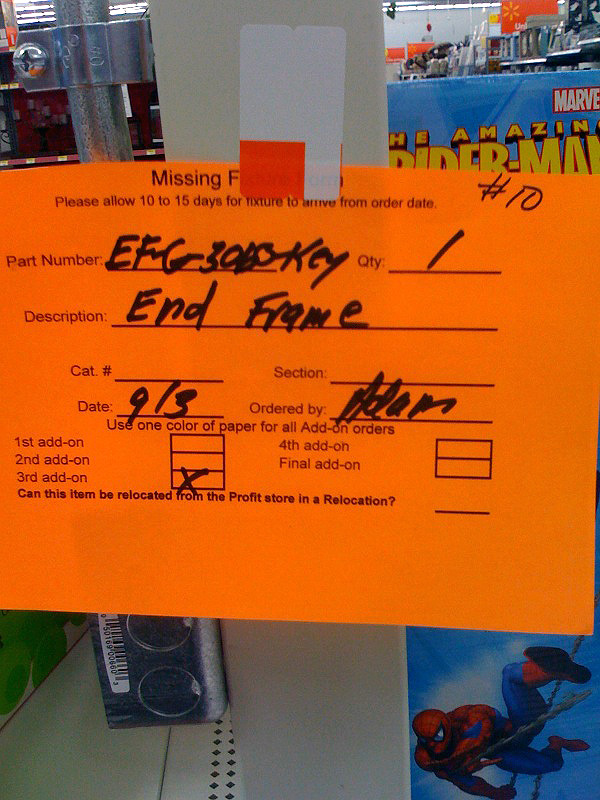 MARVEL
THE AMAZING
SPIDER-MAN
Missing F
#10
Please allow 10 to 15 days for fixture to arrive from order date.
Part Number: Qty: 1
Description: End Frame
Cat. # Section:
Date: 9/3 Ordered by: Adam
Use one color of paper for all Add-on orders
1st add-on 4th add-on
2nd add-on Final add-on
3rd add-on X
Can this item be relocated from the Profit store in a Relocation?